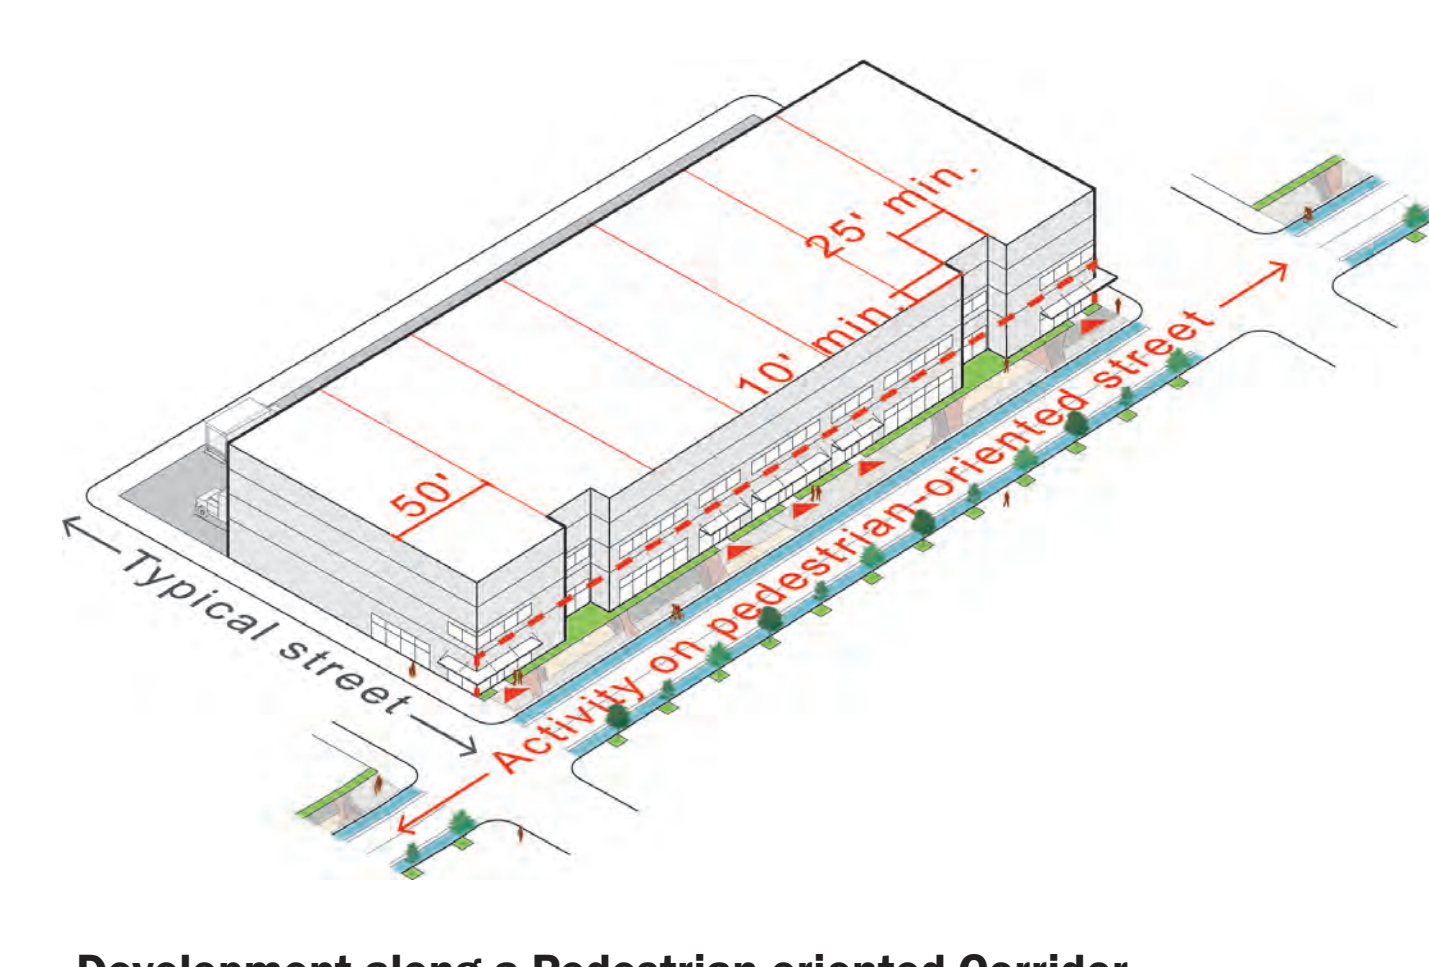 25' min.
10' min.
50'
Typical street
Activity on pedestrian-oriented street
Development along a Pedestrian-oriented Corridor